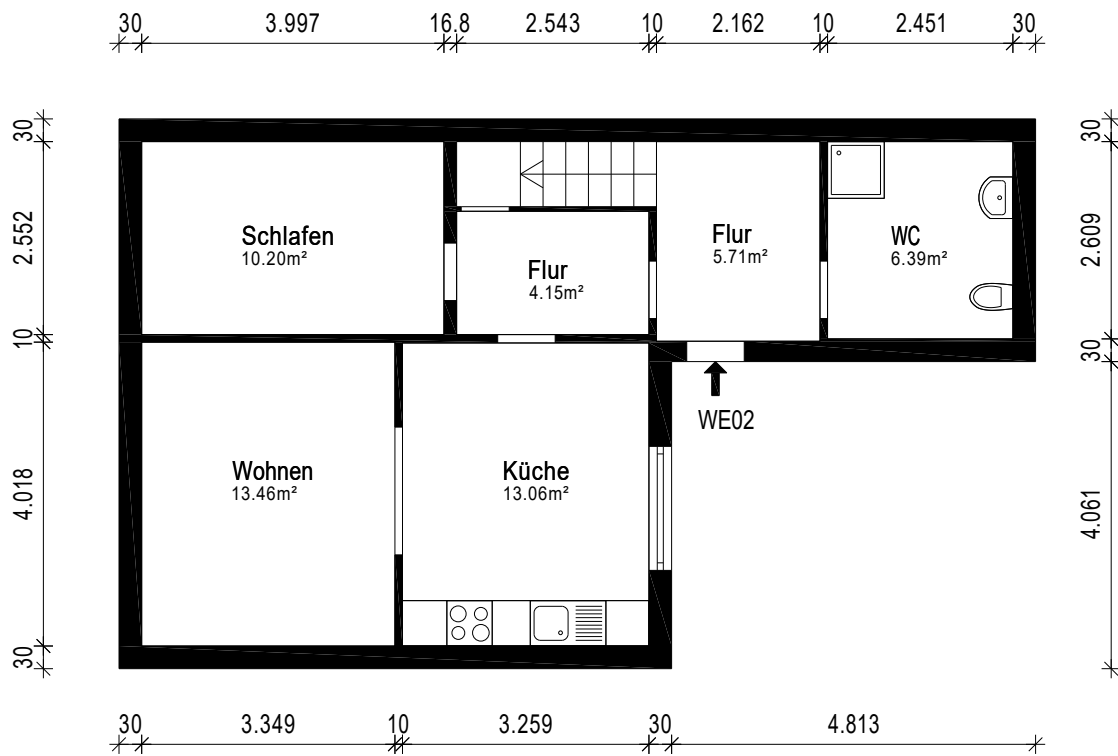 30 3.997 16.8 2.543 10 2.162 10 2.451 30
30
2.552
10
4.018
30
Schlafen
10.20m²
Flur
4.15m²
Flur
5.71m²
WC
6.39m²
WE02
Wohnen
13.46m²
Küche
13.06m²
30
2.609
30
4.061
30 3.349 10 3.259 30 4.813